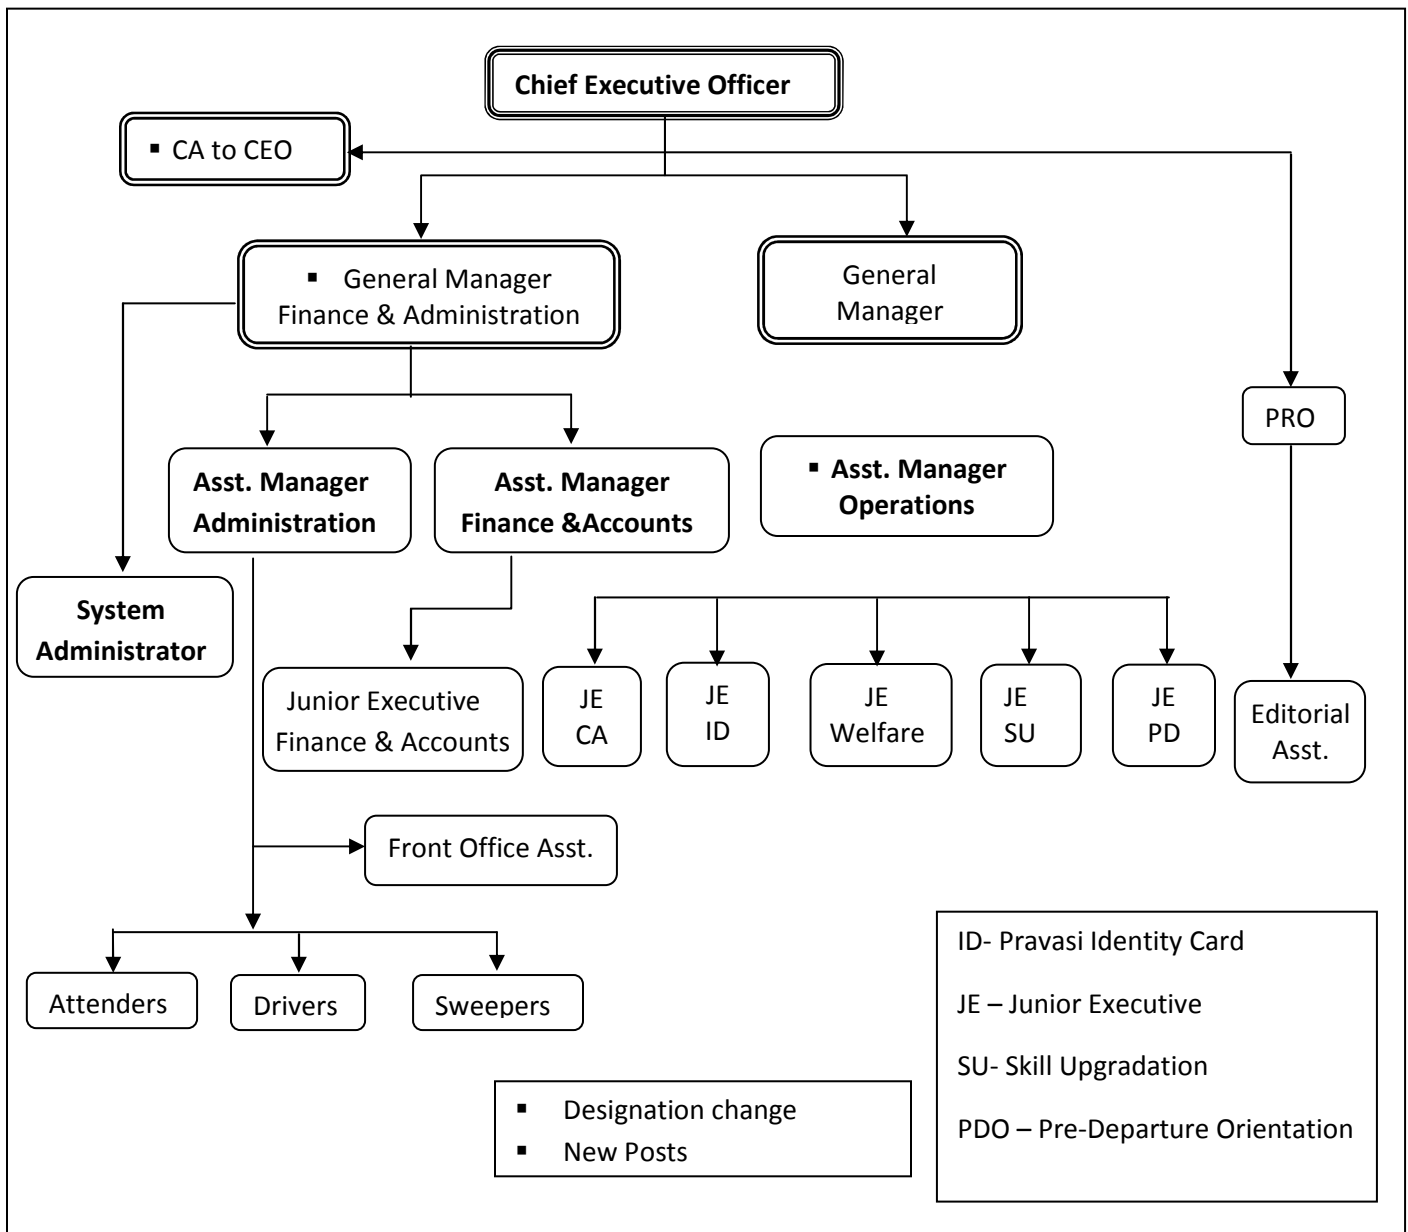 Chief Executive Officer
▪ CA to CEO
▪ General Manager
Finance & Administration
General
Manager
PRO
Asst. Manager
Administration
Asst. Manager
Finance &Accounts
▪ Asst. Manager
Operations
System
Administrator
Junior Executive
Finance & Accounts
JE
CA
JE
ID
JE
Welfare
JE
SU
JE
PD
Editorial
Asst.
Front Office Asst.
Attenders
Drivers
Sweepers
ID- Pravasi Identity Card
JE – Junior Executive
SU- Skill Upgradation
PDO – Pre-Departure Orientation
▪ Designation change
▪ New Posts